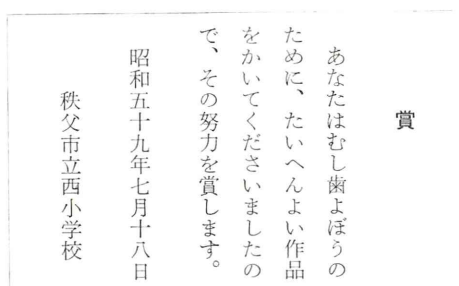 賞
あなたはむし歯よぼうの
ために、たいへんよい作品
をかいてくださいましたの
で、その努力を賞します。
昭和五十九年七月十八日
秩父市立西小学校